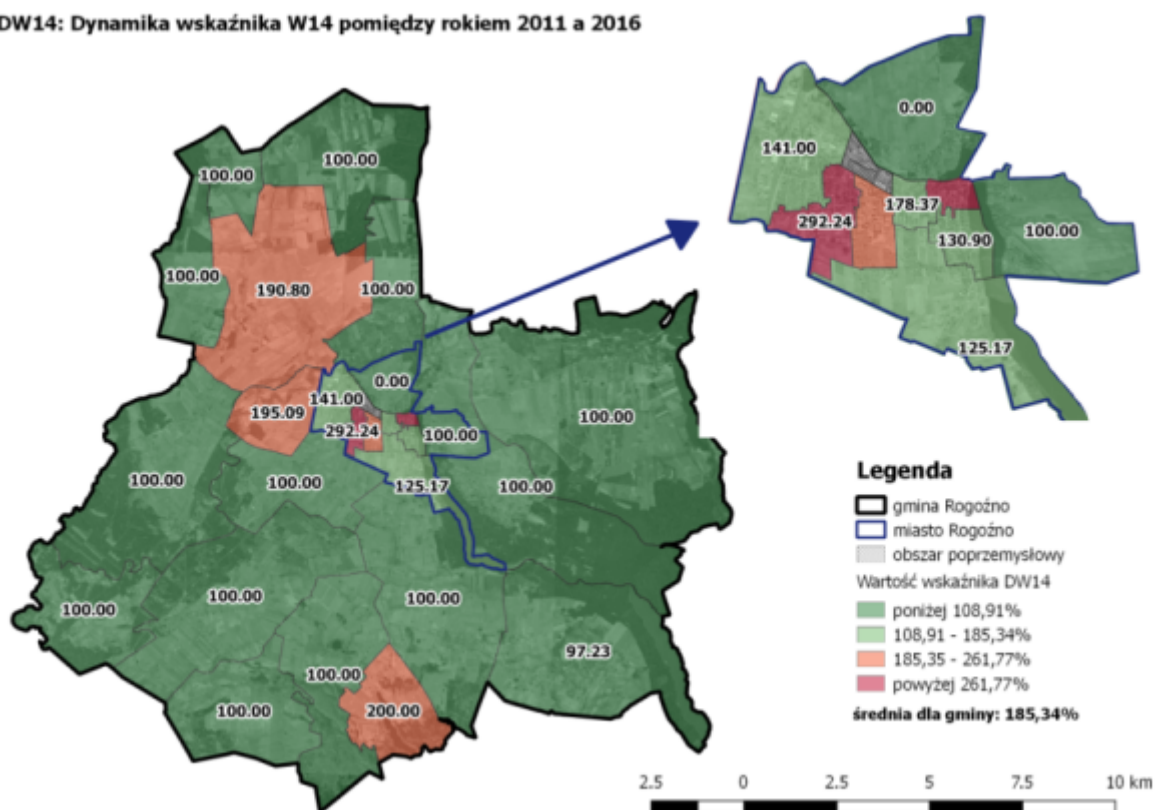 DW14: Dynamika wskaźnika W14 pomiędzy rokiem 2011 a 2016
0.00
141.00
178.37
292.24
130.90
100.00
125.17
100.00
100.00
100.00
190.80
100.00
0.00
141.00
195.09
292.24
100.00
100.00
100.00
100.00
125.17
100.00
100.00
100.00
100.00
97.23
100.00
100.00
200.00
Legenda
gmina Rogoźno
miasto Rogoźno
obszar poprzemysłowy
Wartość wskaźnika DW14
poniżej 108,91%
108,91 - 185,34%
185,35 - 261,77%
powyżej 261,77%
średnia dla gminy: 185,34%
2.5 0 2.5 5 7.5 10 km